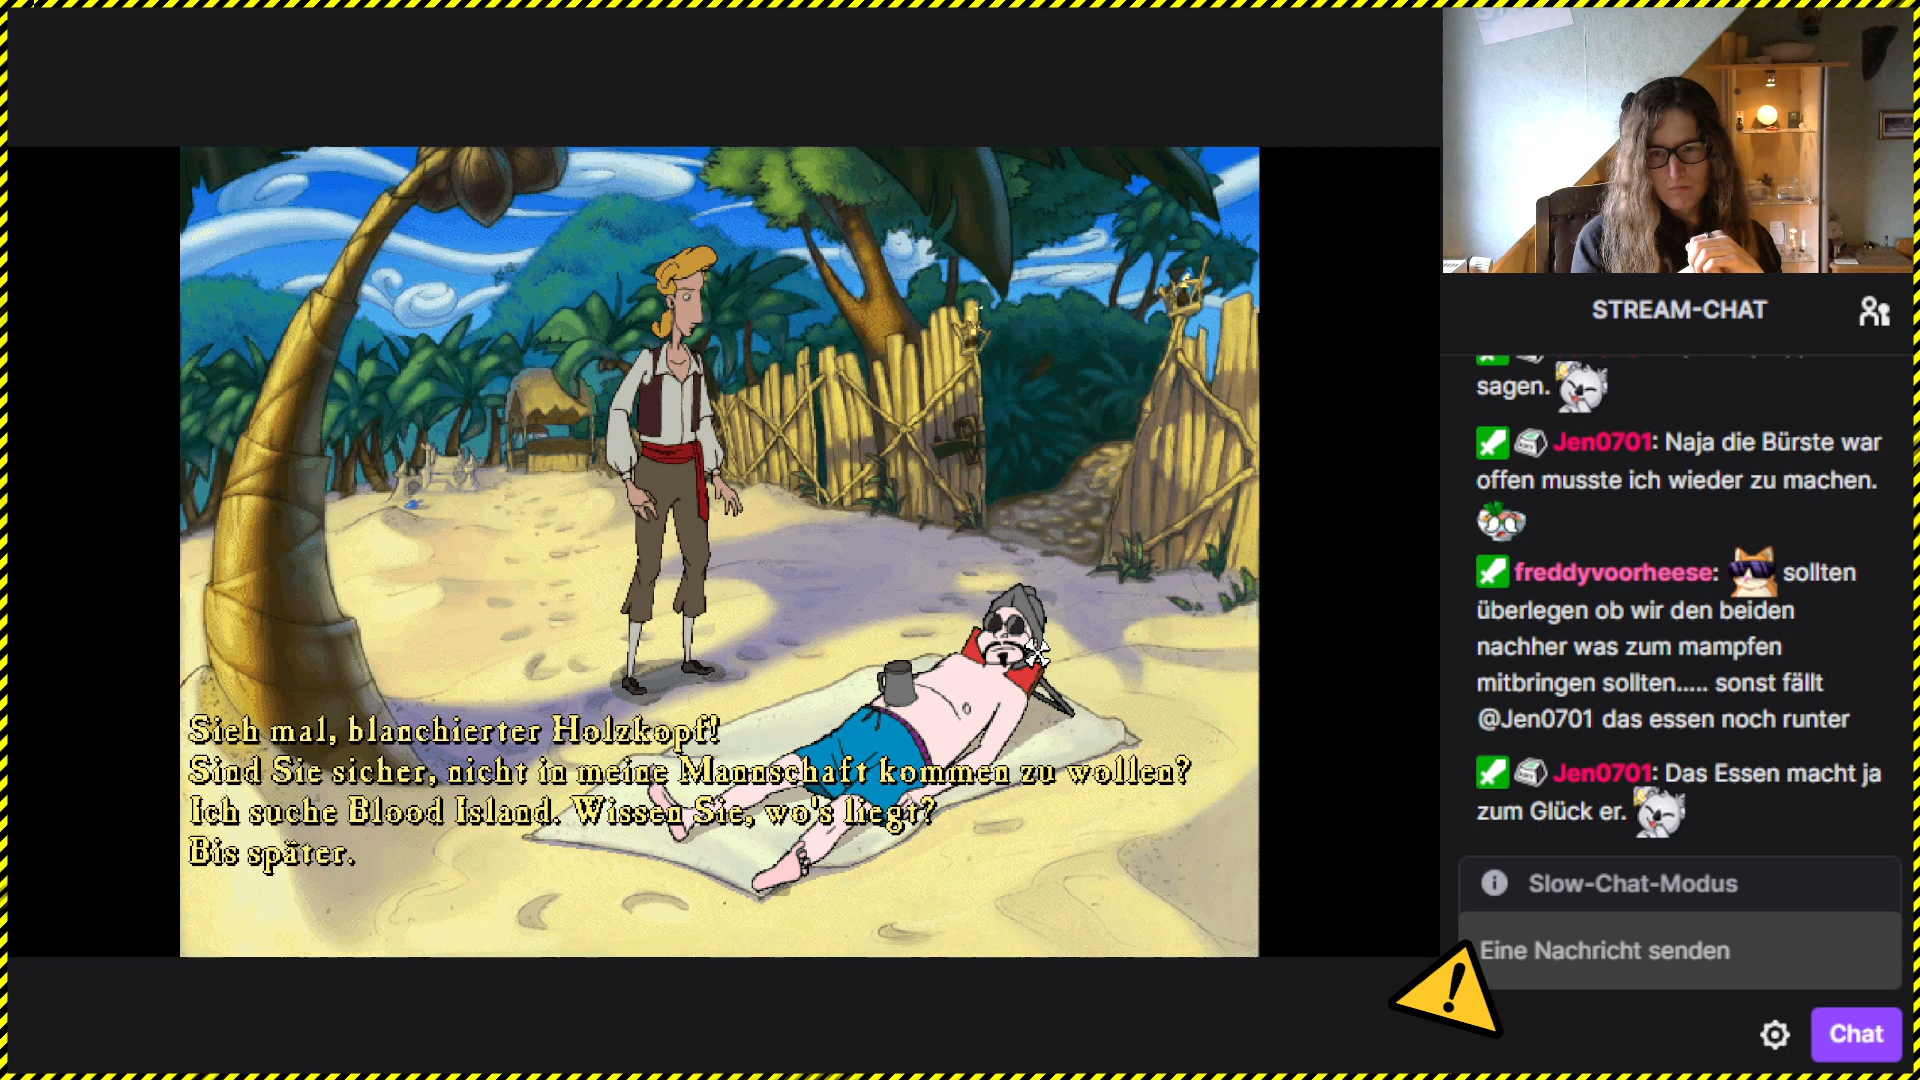 Sieh mal, blanchierter Holzkopf!
Sind Sie sicher, nicht in meine Mannschaft kommen zu wollen?
Ich suche Blood Island. Wissen Sie, wo's liegt?
Bis später.
STREAM-CHAT
sagen.
Jen0701: Naja die Bürste war
offen musste ich wieder zu machen.
freddyvoorheese: sollten
überlegen ob wir den beiden
nachher was zum mampfen
mitbringen sollten..... sonst fällt
@Jen0701 das essen noch runter
Jen0701: Das Essen macht ja
zum Glück er.
Slow-Chat-Modus
Eine Nachricht senden
Chat